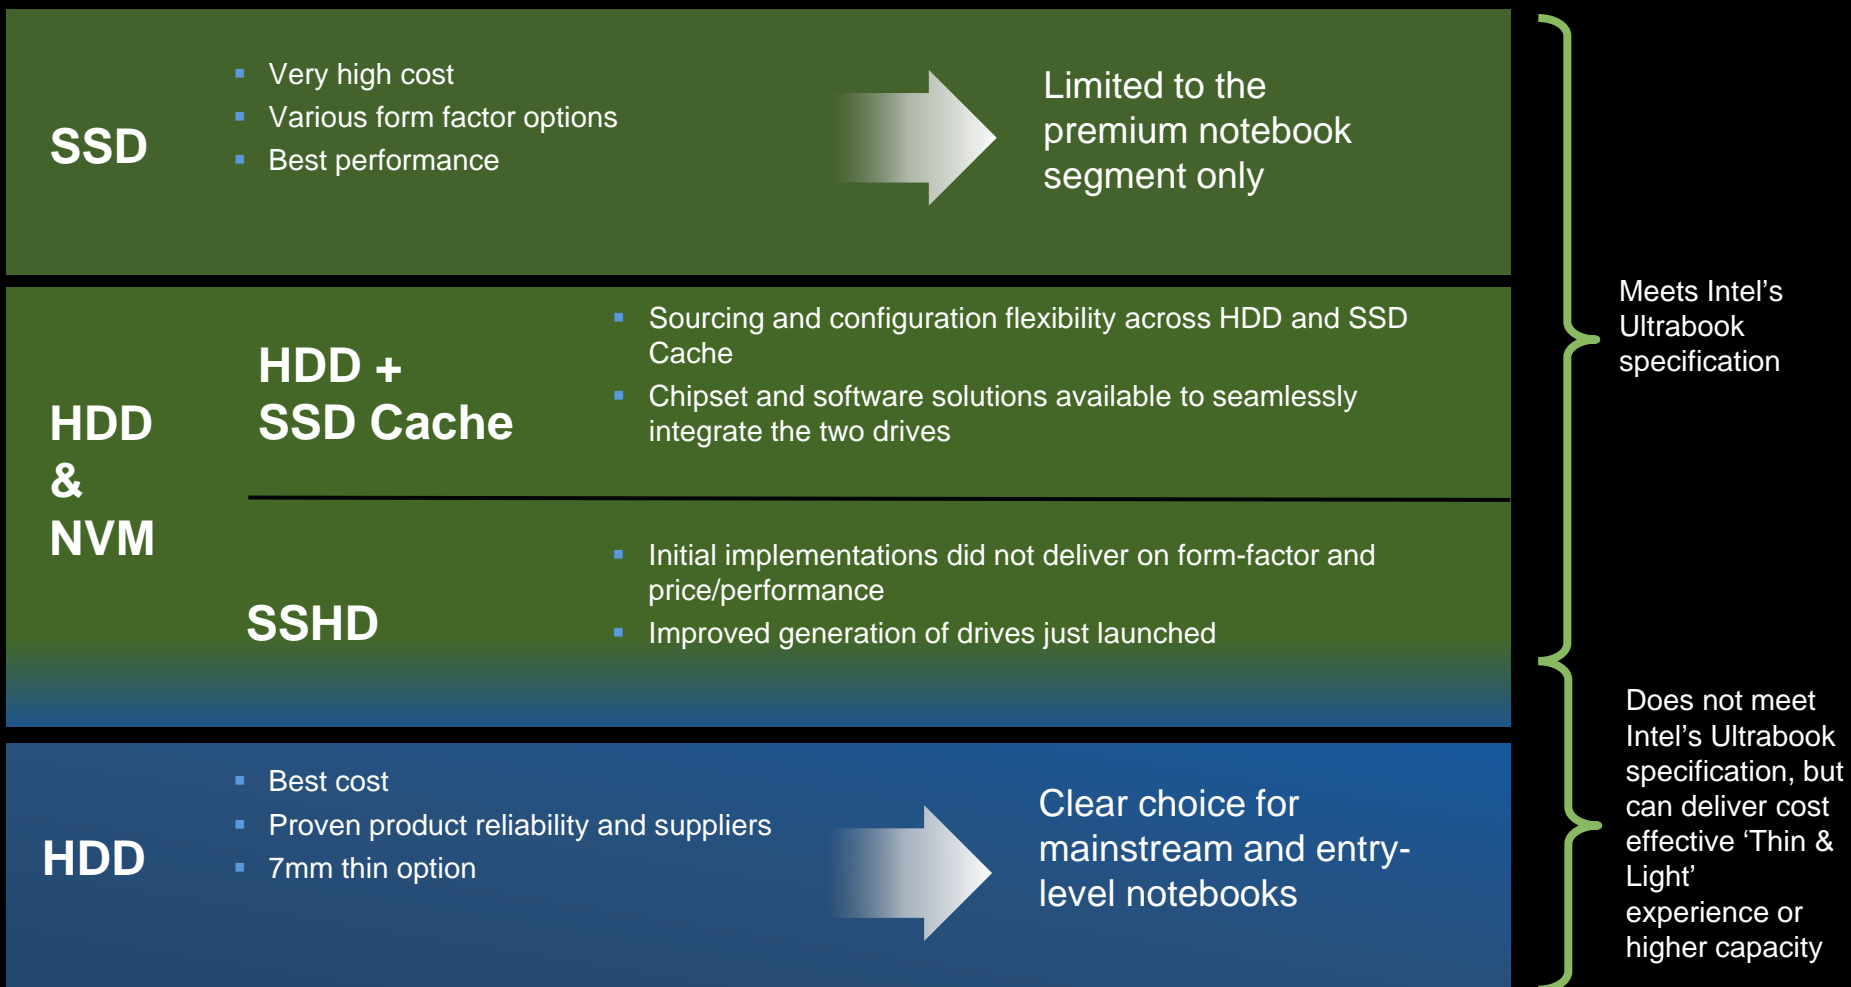 SSD
Very high cost
Various form factor options
Best performance
Limited to the
premium notebook
segment only
HDD
&
NVM
HDD +
SSD Cache
Sourcing and configuration flexibility across HDD and SSD
Cache
Chipset and software solutions available to seamlessly
integrate the two drives
SSHD
Initial implementations did not deliver on form-factor and
price/performance
Improved generation of drives just launched
Meets Intel’s
Ultrabook
specification
HDD
Best cost
Proven product reliability and suppliers
7mm thin option
Clear choice for
mainstream and entry-
level notebooks
Does not meet
Intel’s Ultrabook
specification, but
can deliver cost
effective ‘Thin &
Light’
experience or
higher capacity